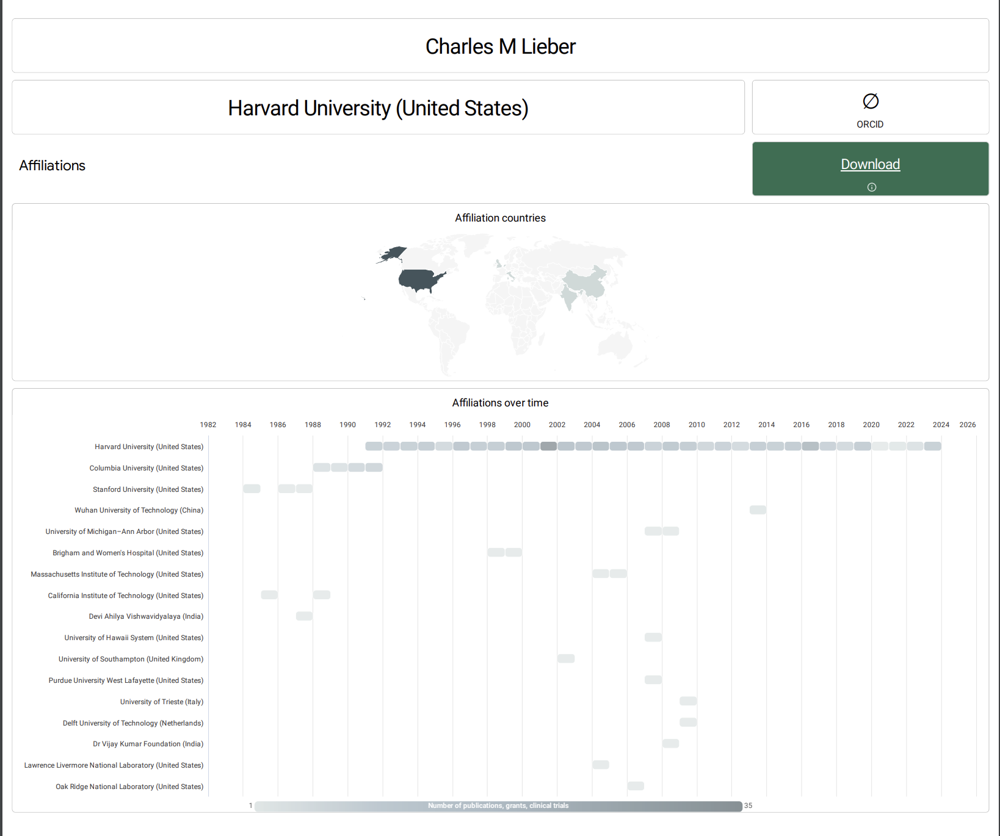 Charles M Lieber
Harvard University (United States)
∅
ORCID
Affiliations
Download
Affiliation countries
Affiliations over time
1982 1984 1986 1988 1990 1992 1994 1996 1998 2000 2002 2004 2006 2008 2010 2012 2014 2016 2018 2020 2022 2024 2026
Harvard University (United States)
Columbia University (United States)
Stanford University (United States)
Wuhan University of Technology (China)
University of Michigan–Ann Arbor (United States)
Brigham and Women's Hospital (United States)
Massachusetts Institute of Technology (United States)
California Institute of Technology (United States)
Devi Ahilya Vishwavidyalaya (India)
University of Hawaii System (United States)
University of Southampton (United Kingdom)
Purdue University West Lafayette (United States)
University of Trieste (Italy)
Delft University of Technology (Netherlands)
Dr Vijay Kumar Foundation (India)
Lawrence Livermore National Laboratory (United States)
Oak Ridge National Laboratory (United States)
1 Number of publications, grants, clinical trials 35